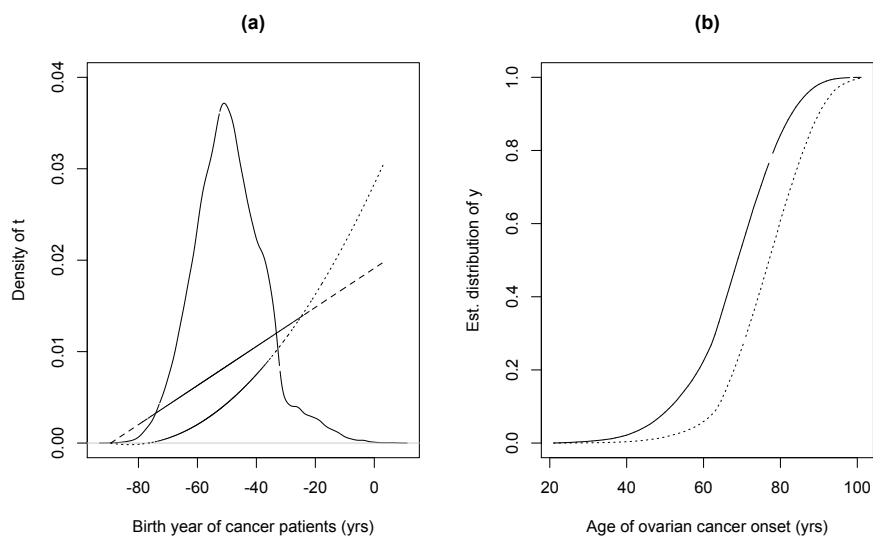 (a)
Density of t
0.00 0.01 0.02 0.03 0.04
-80 -60 -40 -20 0
Birth year of cancer patients (yrs)
(b)
Est. distribution of y
0.0 0.2 0.4 0.6 0.8 1.0
20 40 60 80 100
Age of ovarian cancer onset (yrs)